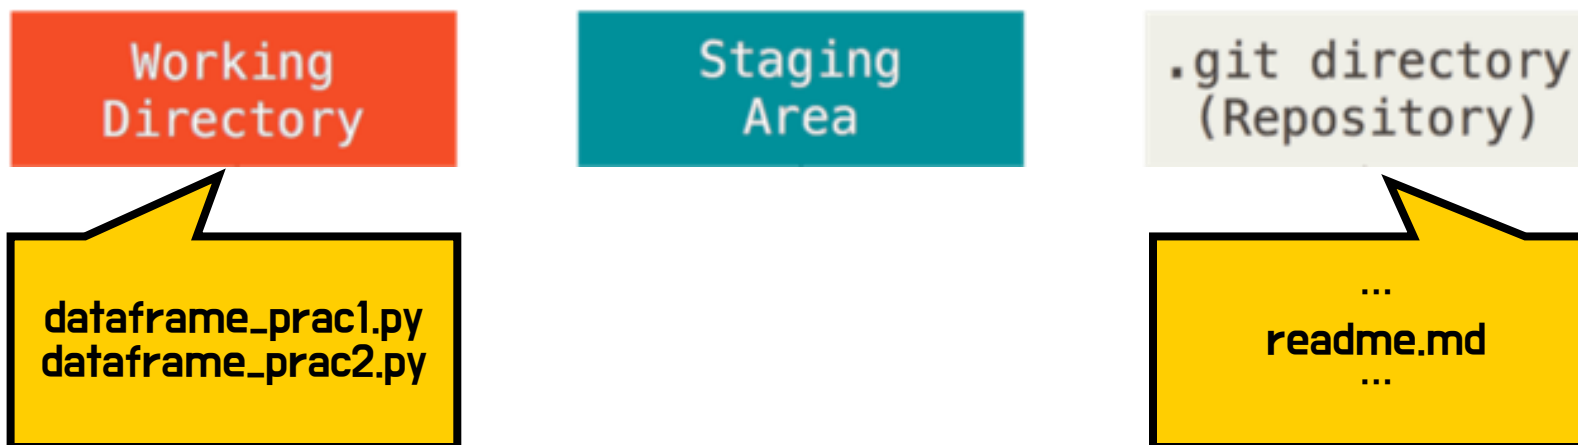 Working
Directory
Staging
Area
.git directory
(Repository)
dataframe_prac1.py
dataframe_prac2.py
...
readme.md
...